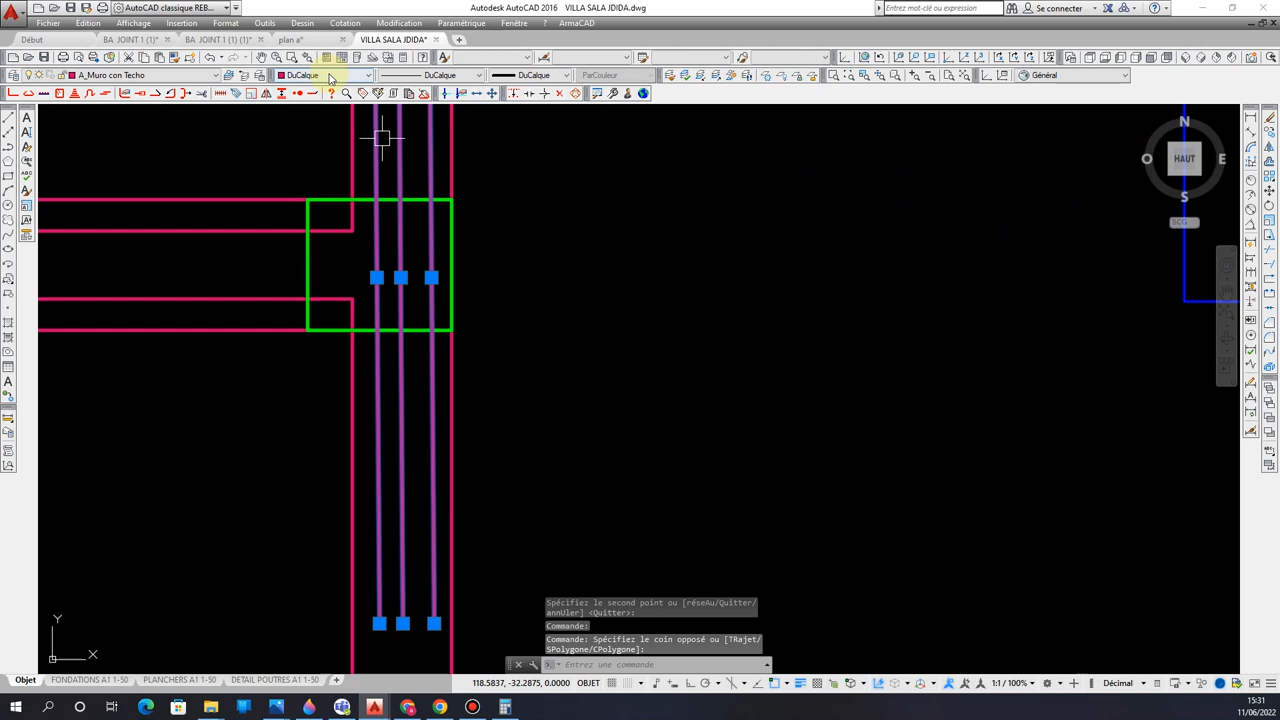 AutoCAD classique REB...
Autodesk AutoCAD 2016 VILLA SALA JDIDA.dwg
Entrez mot-clé ou expression
Se connecter
Fichier Edition Affichage Insertion Format Outils Dessin Cotation Modification Paramétrique Fenêtre ? ArmaCAD
Début
BA JOINT 1 (1)*
BA JOINT 1 (1) (1)*
plan a*
VILLA SALA JDIDA*
A_Muro con Techo
DuCalque
DuCalque
DuCalque
ParCouleur
Général
N
O
HAUT
E
S
SCG
Spécifiez le second point ou [réseAu/Quitter/
annUler] <Quitter>:
Commande:
Commande: Spécifiez le coin opposé ou [TRajet/
SPolygone/CPolygone]:
Y
X
Entrez une commande
Objet
FONDATIONS A1 1-50
PLANCHERS A1 1-50
DETAIL POUTRES A1 1-50
118.5837, -32.2875, 0.0000
OBJET
1:1 / 100%
Décimal
15:31
11/06/2022